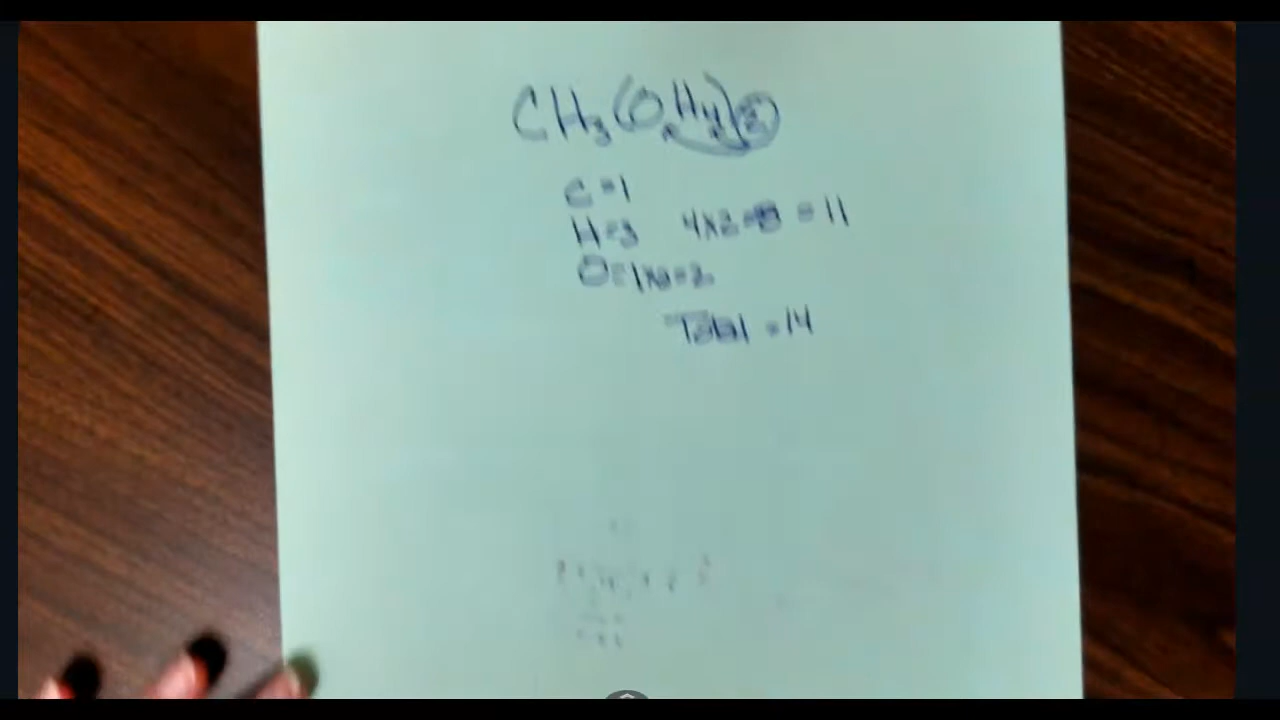 CH₃(OH₄)₂
C=1
H=3 4x2=8 = 11
O=1x2=2
Total = 14